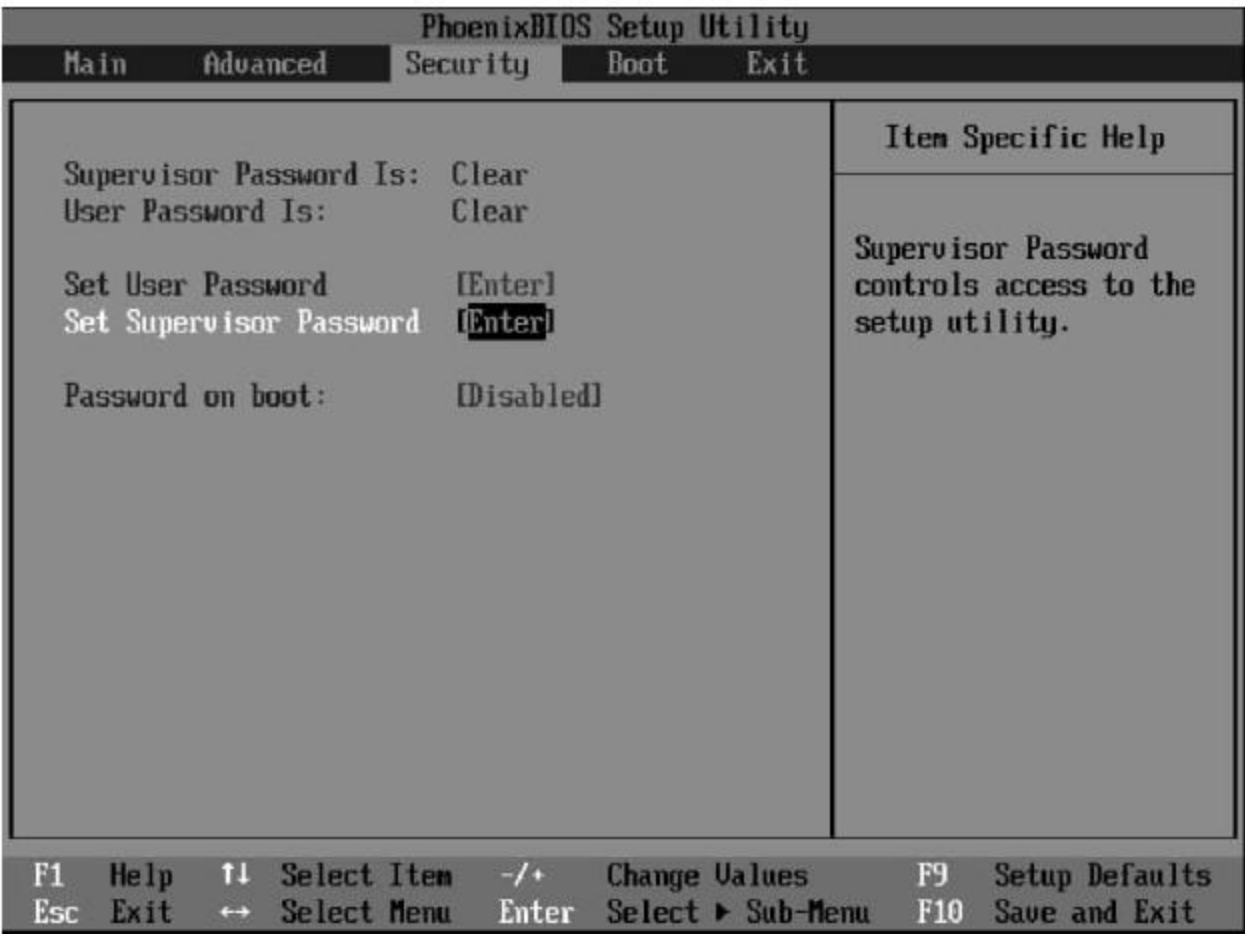 PhoenixBIOS Setup Utility
Main Advanced Security Boot Exit
Supervisor Password Is: Clear
User Password Is: Clear
Set User Password [Enter]
Set Supervisor Password [Enter]
Password on boot: [Disabled]
Item Specific Help
Supervisor Password
controls access to the
setup utility.
F1 Help ↑↓ Select Item -/+ Change Values F9 Setup Defaults
Esc Exit ↔ Select Menu Enter Select ▶ Sub-Menu F10 Save and Exit